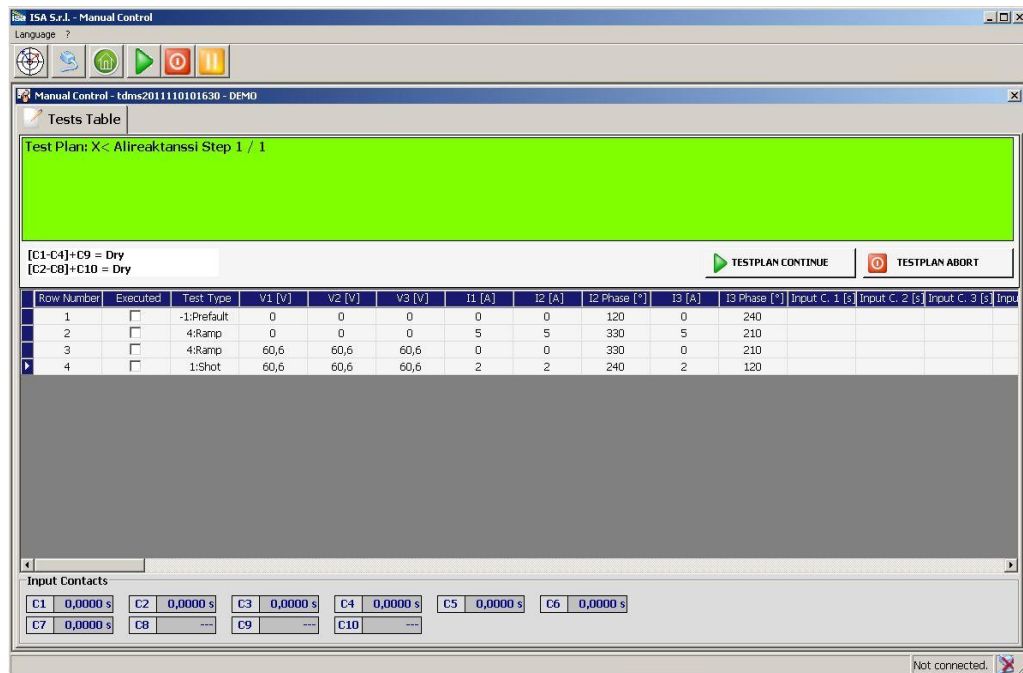 isa ISA S.r.l. - Manual Control
Language ?
Manual Control - tdms2011110101630 - DEMO
Tests Table
Test Plan: X< Alireaktanssi Step 1 / 1
[C1-C4]+C9 = Dry
[C2-C8]+C10 = Dry
TESTPLAN CONTINUE
TESTPLAN ABORT
Row Number Executed Test Type V1 [V] V2 [V] V3 [V] I1 [A] I2 [A] I2 Phase [°] I3 [A] I3 Phase [°] Input C. 1 [s] Input C. 2 [s] Input C. 3 [s] Inpu
1 -1:Prefault 0 0 0 0 0 120 0 240
2 4:Ramp 0 0 0 5 5 330 5 210
3 4:Ramp 60,6 60,6 60,6 0 0 330 0 210
4 1:Shot 60,6 60,6 60,6 2 2 240 2 120
Input Contacts
C1 0,0000 s C2 0,0000 s C3 0,0000 s C4 0,0000 s C5 0,0000 s C6 0,0000 s
C7 0,0000 s C8 --- C9 --- C10 ---
Not connected.